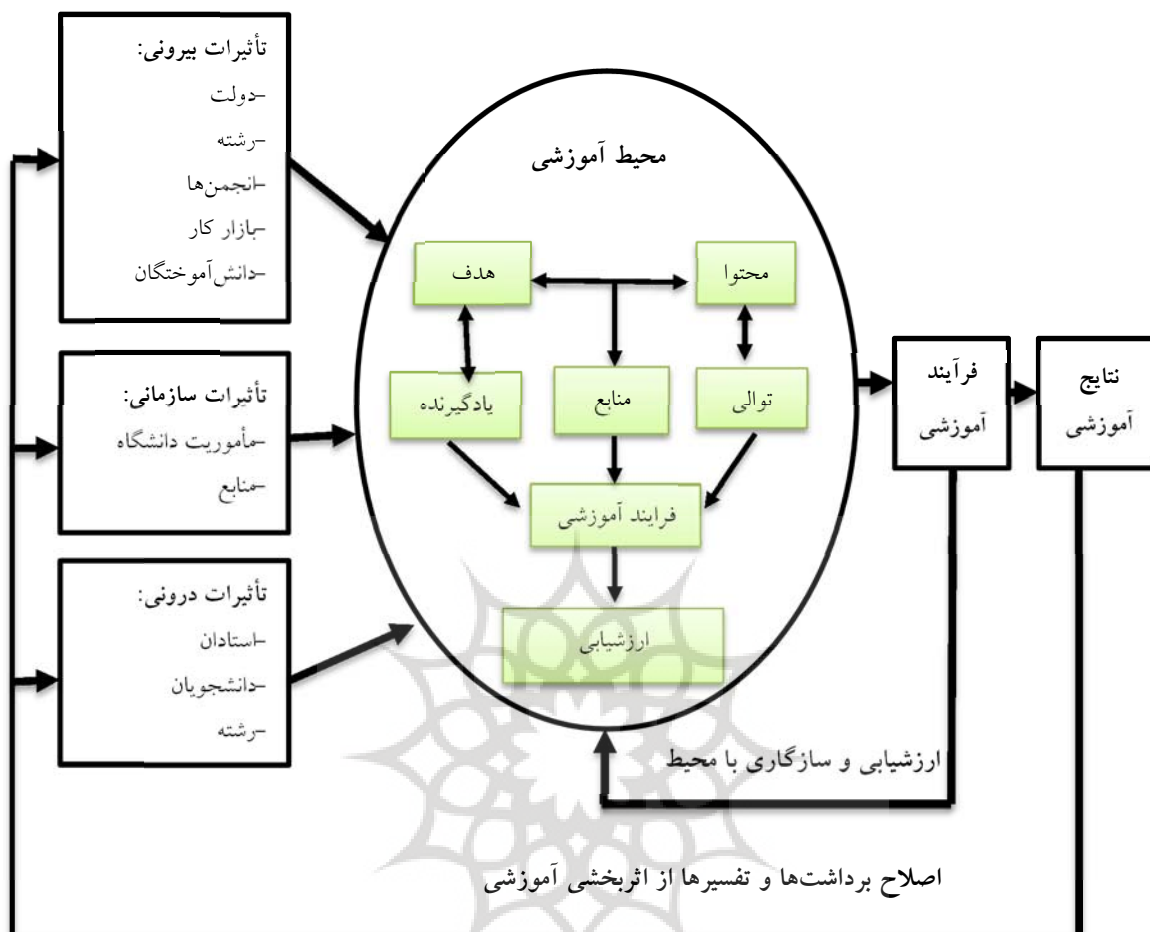 تأثیرات بیرونی:
-دولت
-رشته
-انجمن‌ها
-بازار کار
-دانش‌آموختگان
تأثیرات سازمانی:
-مأموریت دانشگاه
-منابع
تأثیرات درونی:
-استادان
-دانشجویان
-رشته
محیط آموزشی
هدف
محتوا
یادگیرنده
منابع
توالی
فرایند آموزشی
ارزشیابی
فرآیند
آموزشی
نتایج
آموزشی
ارزشیابی و سازگاری با محیط
اصلاح برداشت‌ها و تفسیرها از اثربخشی آموزشی